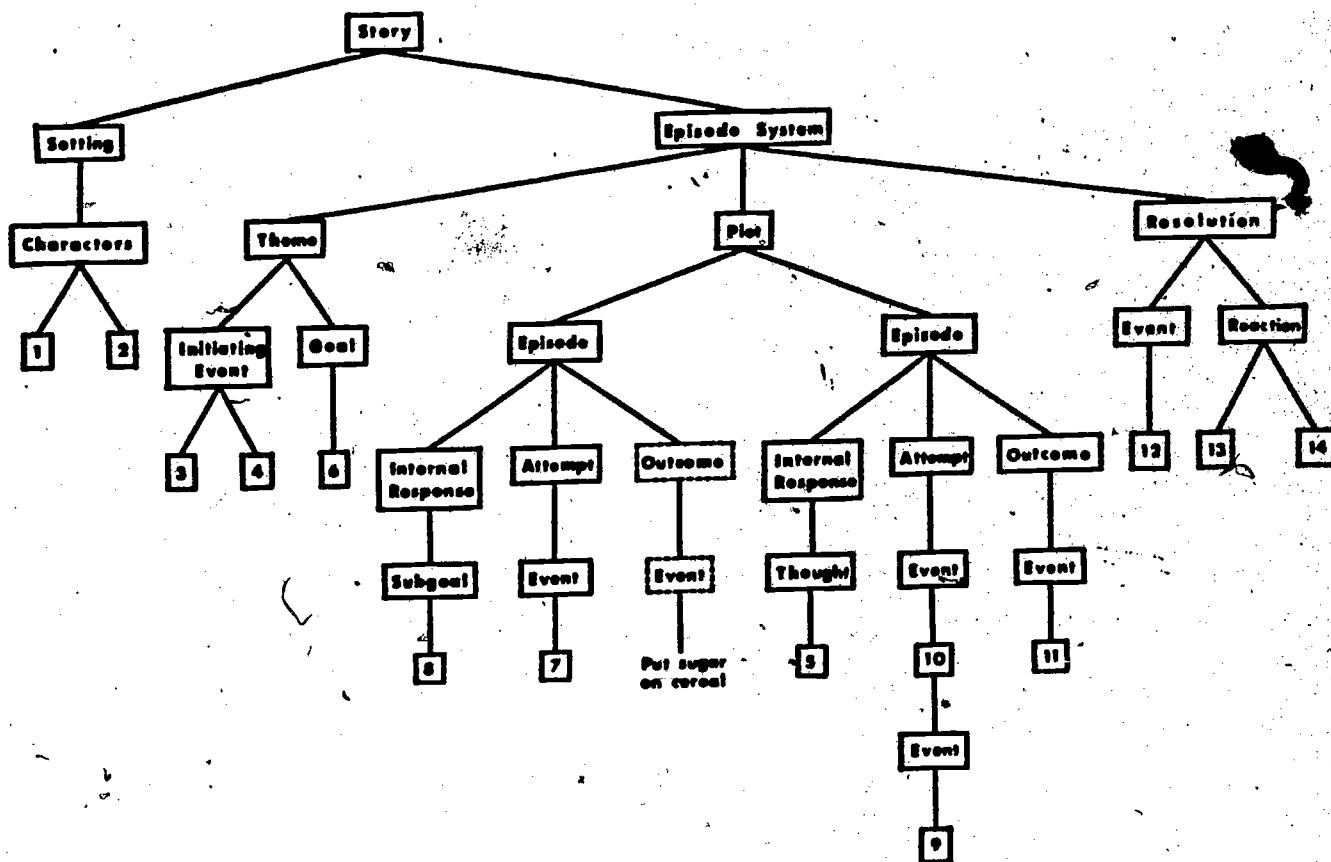 Story
Setting
Episode System
Characters
Theme
Plot
Resolution
1
2
Initiating
Event
Goal
Episode
Episode
Event
Reaction
3
4
6
Internal
Response
Attempt
Outcome
Internal
Response
Attempt
Outcome
12
13
14
Subgoal
Event
Event
Thought
Event
Event
8
7
Put sugar
on cereal
5
10
11
Event
9